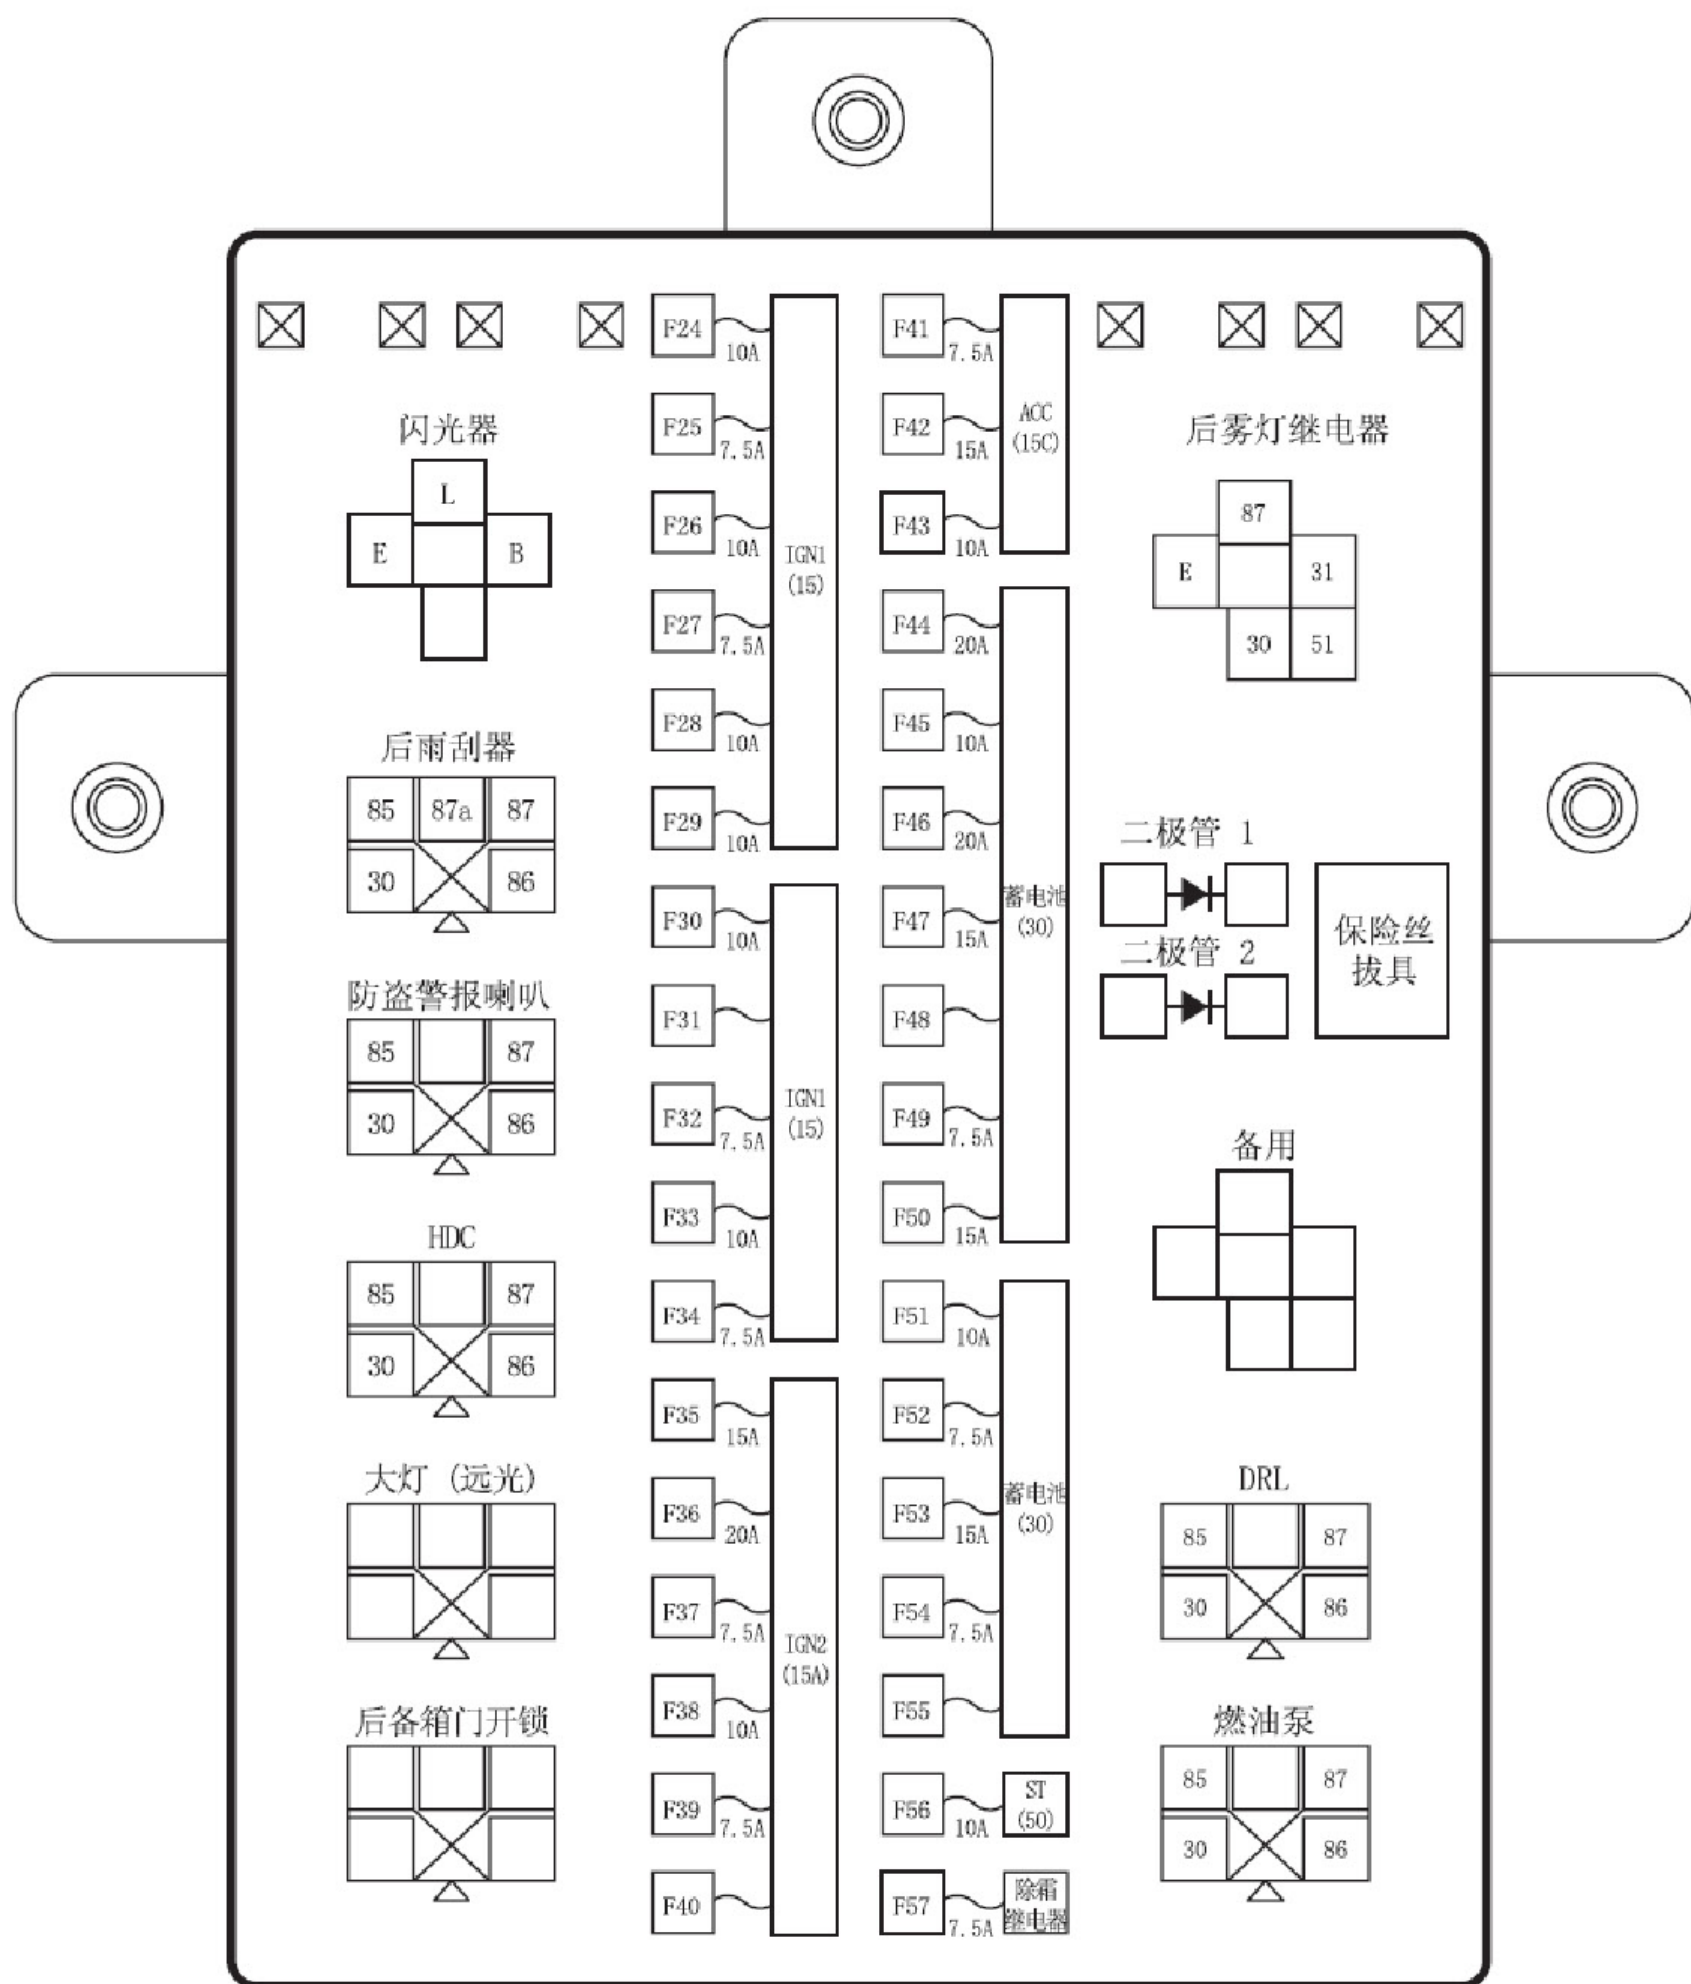 F24
10A
F25
7.5A
F26
10A
F27
7.5A
F28
10A
F29
10A
IGN1
(15)
F30
10A
F31
F32
7.5A
F33
10A
F34
7.5A
IGN1
(15)
F35
15A
F36
20A
F37
7.5A
F38
10A
F39
7.5A
F40
IGN2
(15A)
F41
7.5A
F42
15A
F43
10A
ACC
(15C)
F44
20A
F45
10A
F46
20A
F47
15A
F48
F49
7.5A
F50
15A
蓄电池
(30)
F51
10A
F52
7.5A
F53
15A
F54
7.5A
F55
蓄电池
(30)
F56
10A
ST
(50)
F57
7.5A
除霜
继电器
闪光器
L
E B
后雨刮器
85 87a 87
30 86
防盗警报喇叭
85 87
30 86
HDC
85 87
30 86
大灯 (远光)
后备箱门开锁
后雾灯继电器
87
E 31
30 51
二极管 1
二极管 2
保险丝
拔具
备用
DRL
85 87
30 86
燃油泵
85 87
30 86